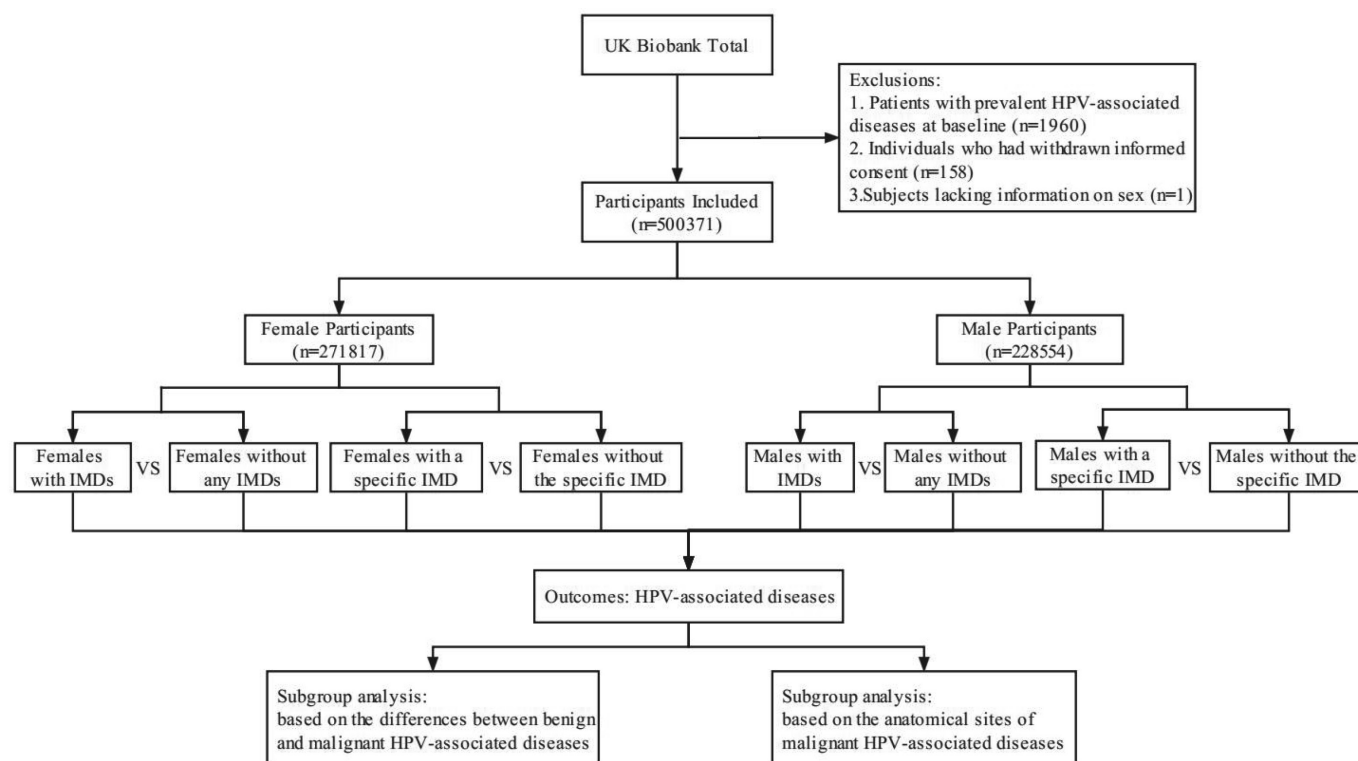 UK Biobank Total
Exclusions:
1. Patients with prevalent HPV-associated
diseases at baseline (n=1960)
2. Individuals who had withdrawn informed
consent (n=158)
3.Subjects lacking information on sex (n=1)
Participants Included
(n=500371)
Female Participants
(n=271817)
Male Participants
(n=228554)
Females
with IMDs
VS
Females without
any IMDs
Females with a
specific IMD
VS
Females without
the specific IMD
Males with
IMDs
VS
Males without
any IMDs
Males with a
specific IMD
VS
Males without the
specific IMD
Outcomes: HPV-associated diseases
Subgroup analysis:
based on the differences between benign
and malignant HPV-associated diseases
Subgroup analysis:
based on the anatomical sites of
malignant HPV-associated diseases